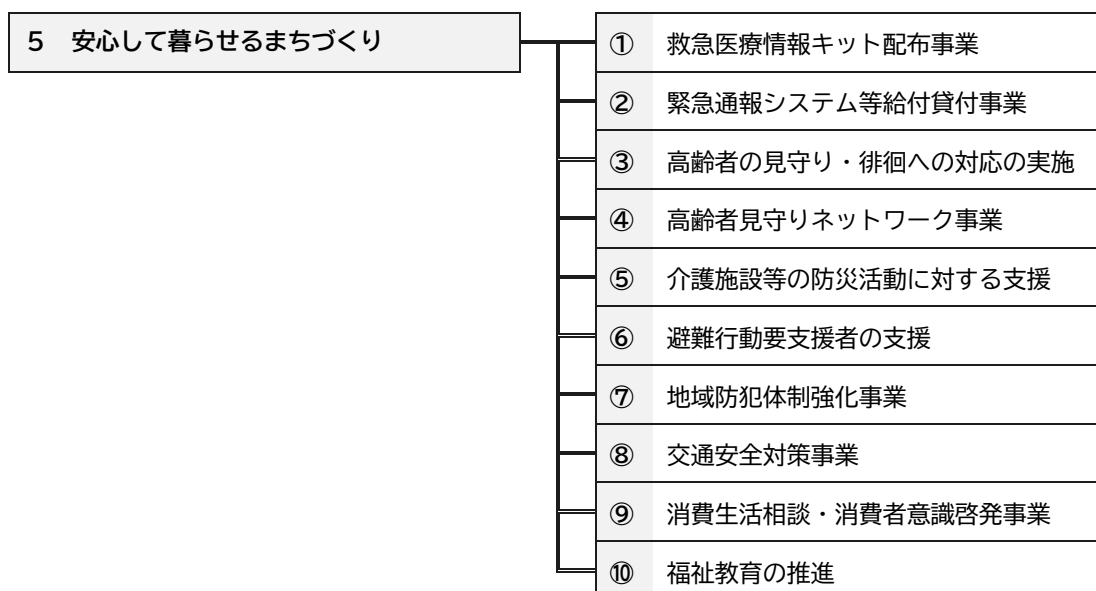 5 安心して暮らせるまちづくり
① 救急医療情報キット配布事業
② 緊急通報システム等給付貸付事業
③ 高齢者の見守り・徘徊への対応の実施
④ 高齢者見守りネットワーク事業
⑤ 介護施設等の防災活動に対する支援
⑥ 避難行動要支援者の支援
⑦ 地域防犯体制強化事業
⑧ 交通安全対策事業
⑨ 消費生活相談・消費者意識啓発事業
⑩ 福祉教育の推進